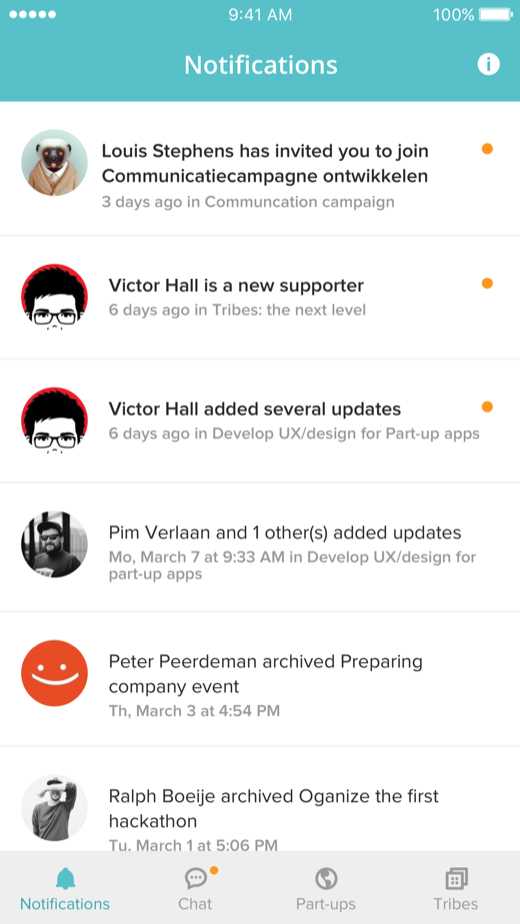 9:41 AM
100%
Notifications
Louis Stephens has invited you to join
Communicatiecampagne ontwikkelen
3 days ago in Communcation campaign
Victor Hall is a new supporter
6 days ago in Tribes: the next level
Victor Hall added several updates
6 days ago in Develop UX/design for Part-up apps
Pim Verlaan and 1 other(s) added updates
Mo, March 7 at 9:33 AM in Develop UX/design for
part-up apps
Peter Peerdeman archived Preparing
company event
Th, March 3 at 4:54 PM
Ralph Boeije archived Oganize the first
hackathon
Tu. March 1 at 5:06 PM
Notifications
Chat
Part-ups
Tribes